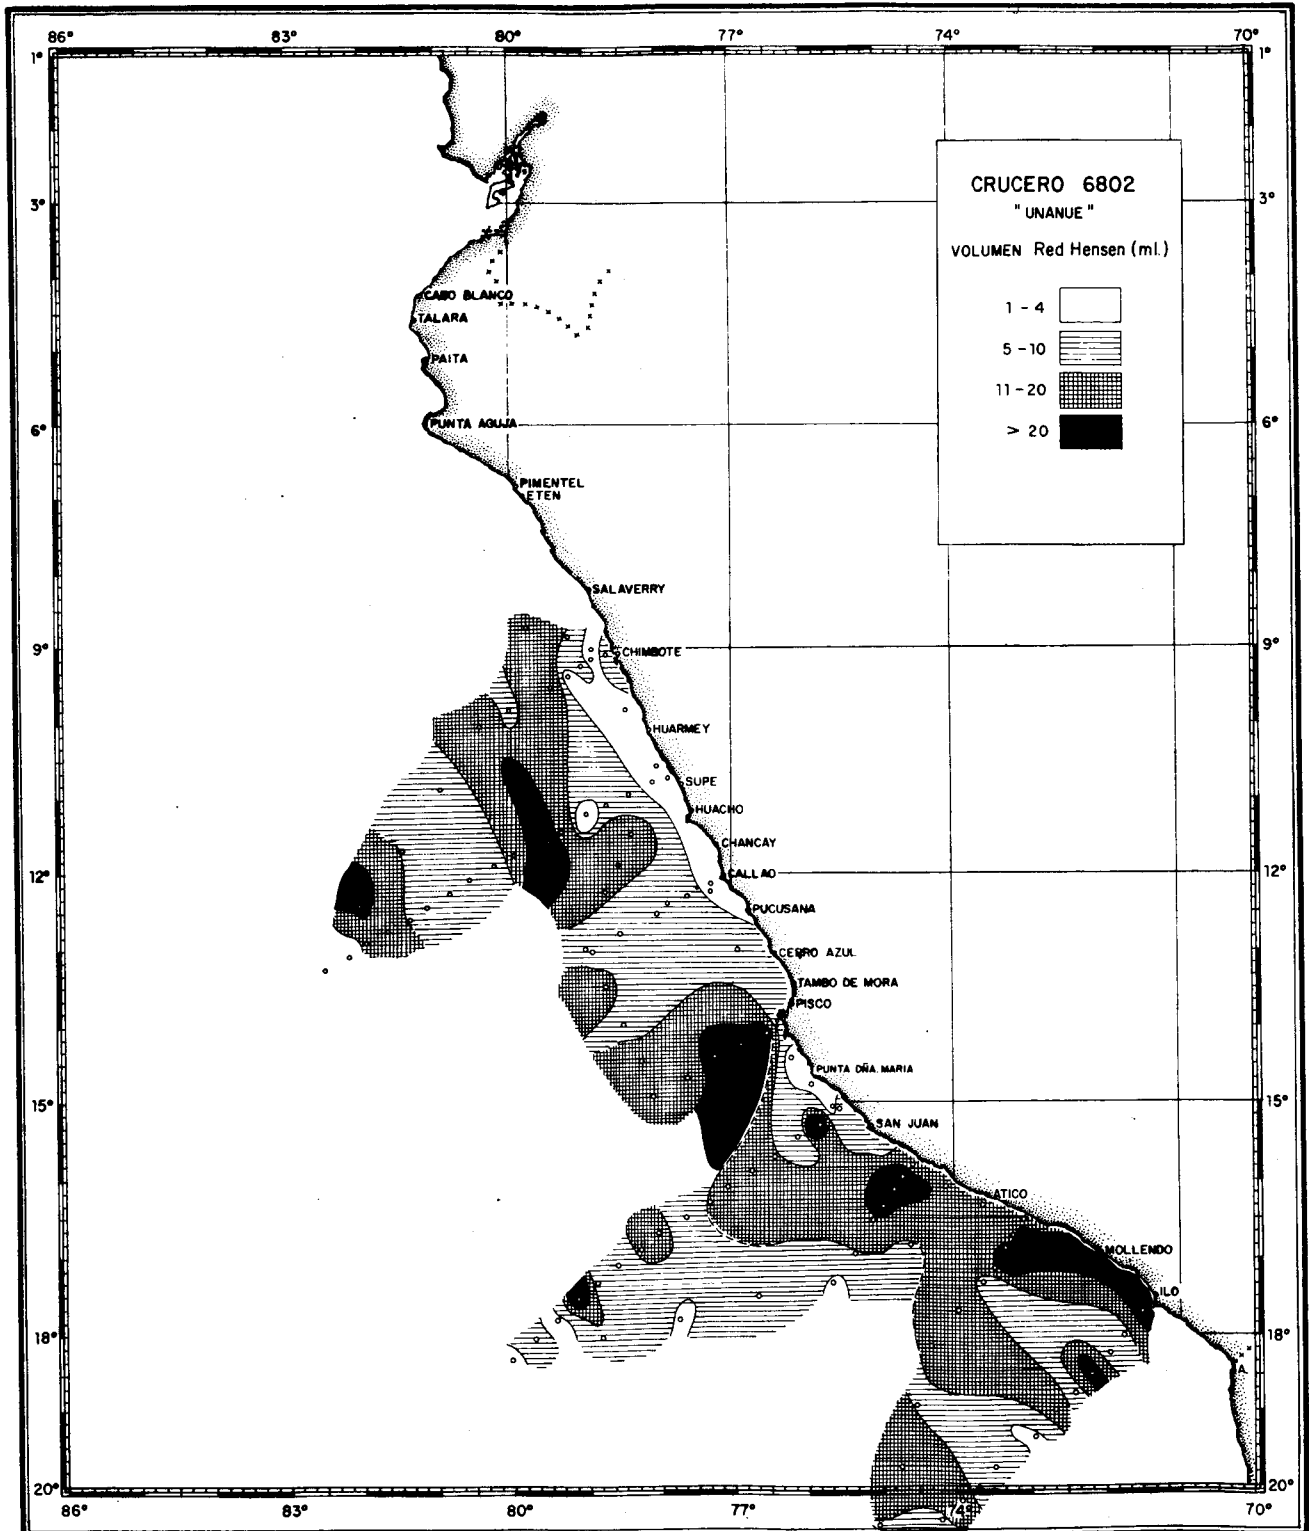 86° 83° 80° 77° 74° 70°
1° 1°
CRUCERO 6802
"UNANUE"
VOLUMEN Red Hensen (ml.)
1 - 4
5 - 10
11 - 20
> 20
3° 3°
CABO BLANCO
TALARA
PAITA
PUNTA AGUJA
6° 6°
PIMENTEL
ETEN
SALAVERRY
9° 9°
CHIMBOTE
HUARMEY
SUPE
HUACHO
CHANCAY
12° 12°
CALLAO
PUCUSANA
CERRO AZUL
TAMBO DE MORA
PISCO
PUNTA DÑA. MARIA
15° 15°
SAN JUAN
ATICO
MOLLENDO
ILO
18° 18°
A.
20° 20°
86° 83° 80° 77° 74° 70°